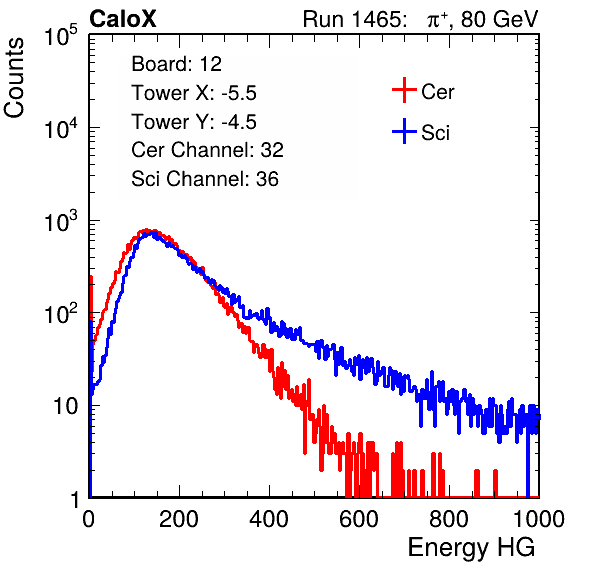 CaloX Run 1465: π⁺, 80 GeV
Counts
Board: 12
Tower X: -5.5
Tower Y: -4.5
Cer Channel: 32
Sci Channel: 36
Cer
Sci
10⁵
10⁴
10³
10²
10
1
0 200 400 600 800 1000
Energy HG